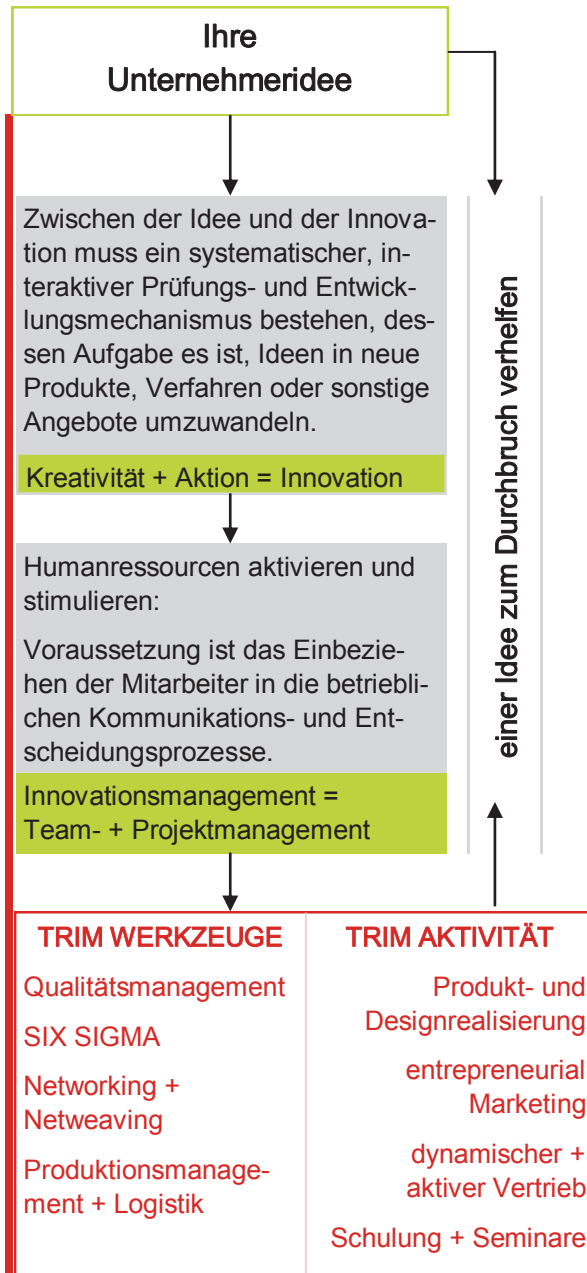 Ihre
Unternehmeridee
Zwischen der Idee und der Innova-
tion muss ein systematischer, in-
teraktiver Prüfungs- und Entwick-
lungsmechanismus bestehen, des-
sen Aufgabe es ist, Ideen in neue
Produkte, Verfahren oder sonstige
Angebote umzuwandeln.
Kreativität + Aktion = Innovation
Humanressourcen aktivieren und
stimulieren:
Voraussetzung ist das Einbezie-
hen der Mitarbeiter in die betriebli-
chen Kommunikations- und Ent-
scheidungsprozesse.
Innovationsmanagement =
Team- + Projektmanagement
einer Idee zum Durchbruch verhelfen
TRIM WERKZEUGE
Qualitätsmanagement
SIX SIGMA
Networking +
Netweaving
Produktionsmanage-
ment + Logistik
TRIM AKTIVITÄT
Produkt- und
Designrealisierung
entrepreneurial
Marketing
dynamischer +
aktiver Vertrieb
Schulung + Seminare